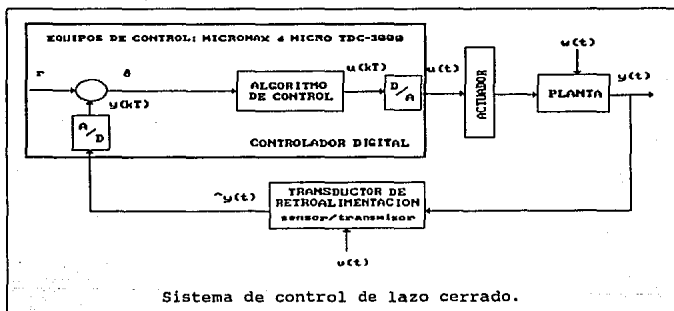 EQUIPOS DE CONTROL: MICROMAX & MICRO TDC-3000
r
y(kT)
ALGORITMO
DE CONTROL
u(kT)
D/A
u(t)
ACTUADOR
w(t)
PLANTA
y(t)
A/D
CONTROLADOR DIGITAL
~y(t)
TRANSDUCTOR DE
RETROALIMENTACION
sensor/transmisor
Sistema de control de lazo cerrado.